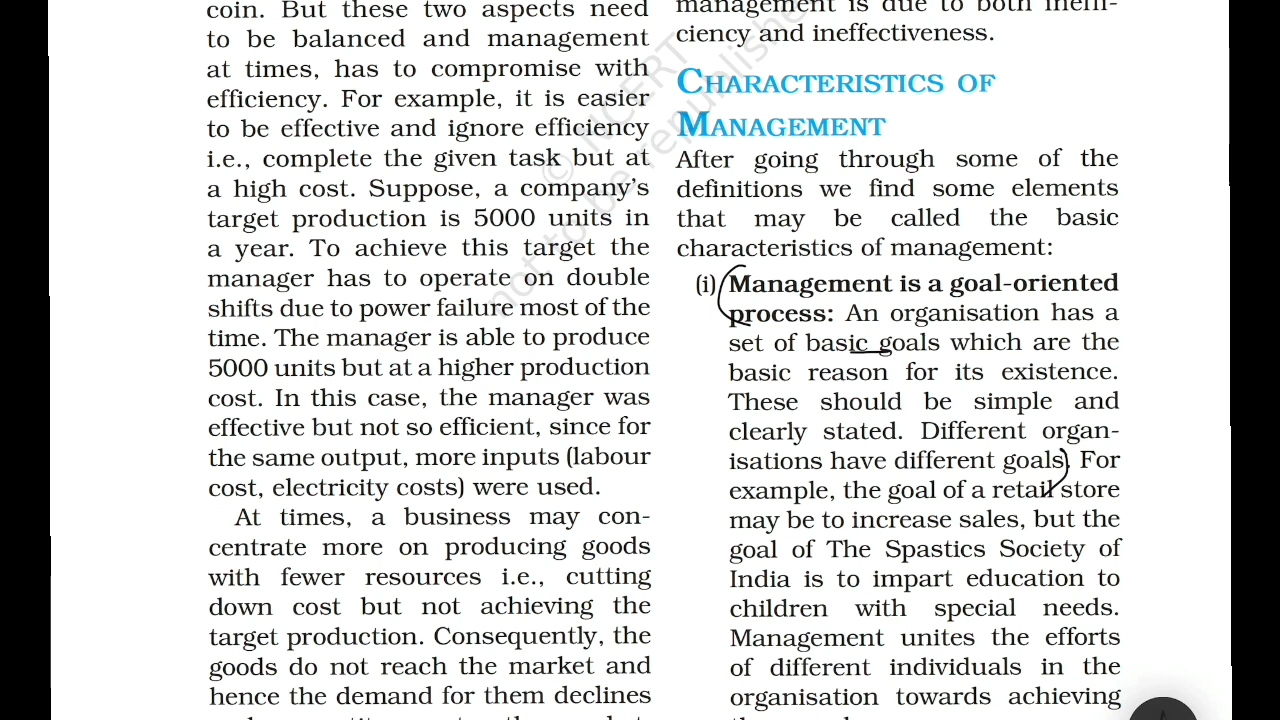 coin. But these two aspects need
to be balanced and management
at times, has to compromise with
efficiency. For example, it is easier
to be effective and ignore efficiency
i.e., complete the given task but at
a high cost. Suppose, a company's
target production is 5000 units in
a year. To achieve this target the
manager has to operate on double
shifts due to power failure most of the
time. The manager is able to produce
5000 units but at a higher production
cost. In this case, the manager was
effective but not so efficient, since for
the same output, more inputs (labour
cost, electricity costs) were used.
At times, a business may con-
centrate more on producing goods
with fewer resources i.e., cutting
down cost but not achieving the
target production. Consequently, the
goods do not reach the market and
hence the demand for them declines
management is due to both ineffi-
ciency and ineffectiveness.
CHARACTERISTICS OF
MANAGEMENT
After going through some of the
definitions we find some elements
that may be called the basic
characteristics of management:
(i) Management is a goal-oriented
process: An organisation has a
set of basic goals which are the
basic reason for its existence.
These should be simple and
clearly stated. Different organ-
isations have different goals. For
example, the goal of a retail store
may be to increase sales, but the
goal of The Spastics Society of
India is to impart education to
children with special needs.
Management unites the efforts
of different individuals in the
organisation towards achieving
© NCERT
not to be republishe